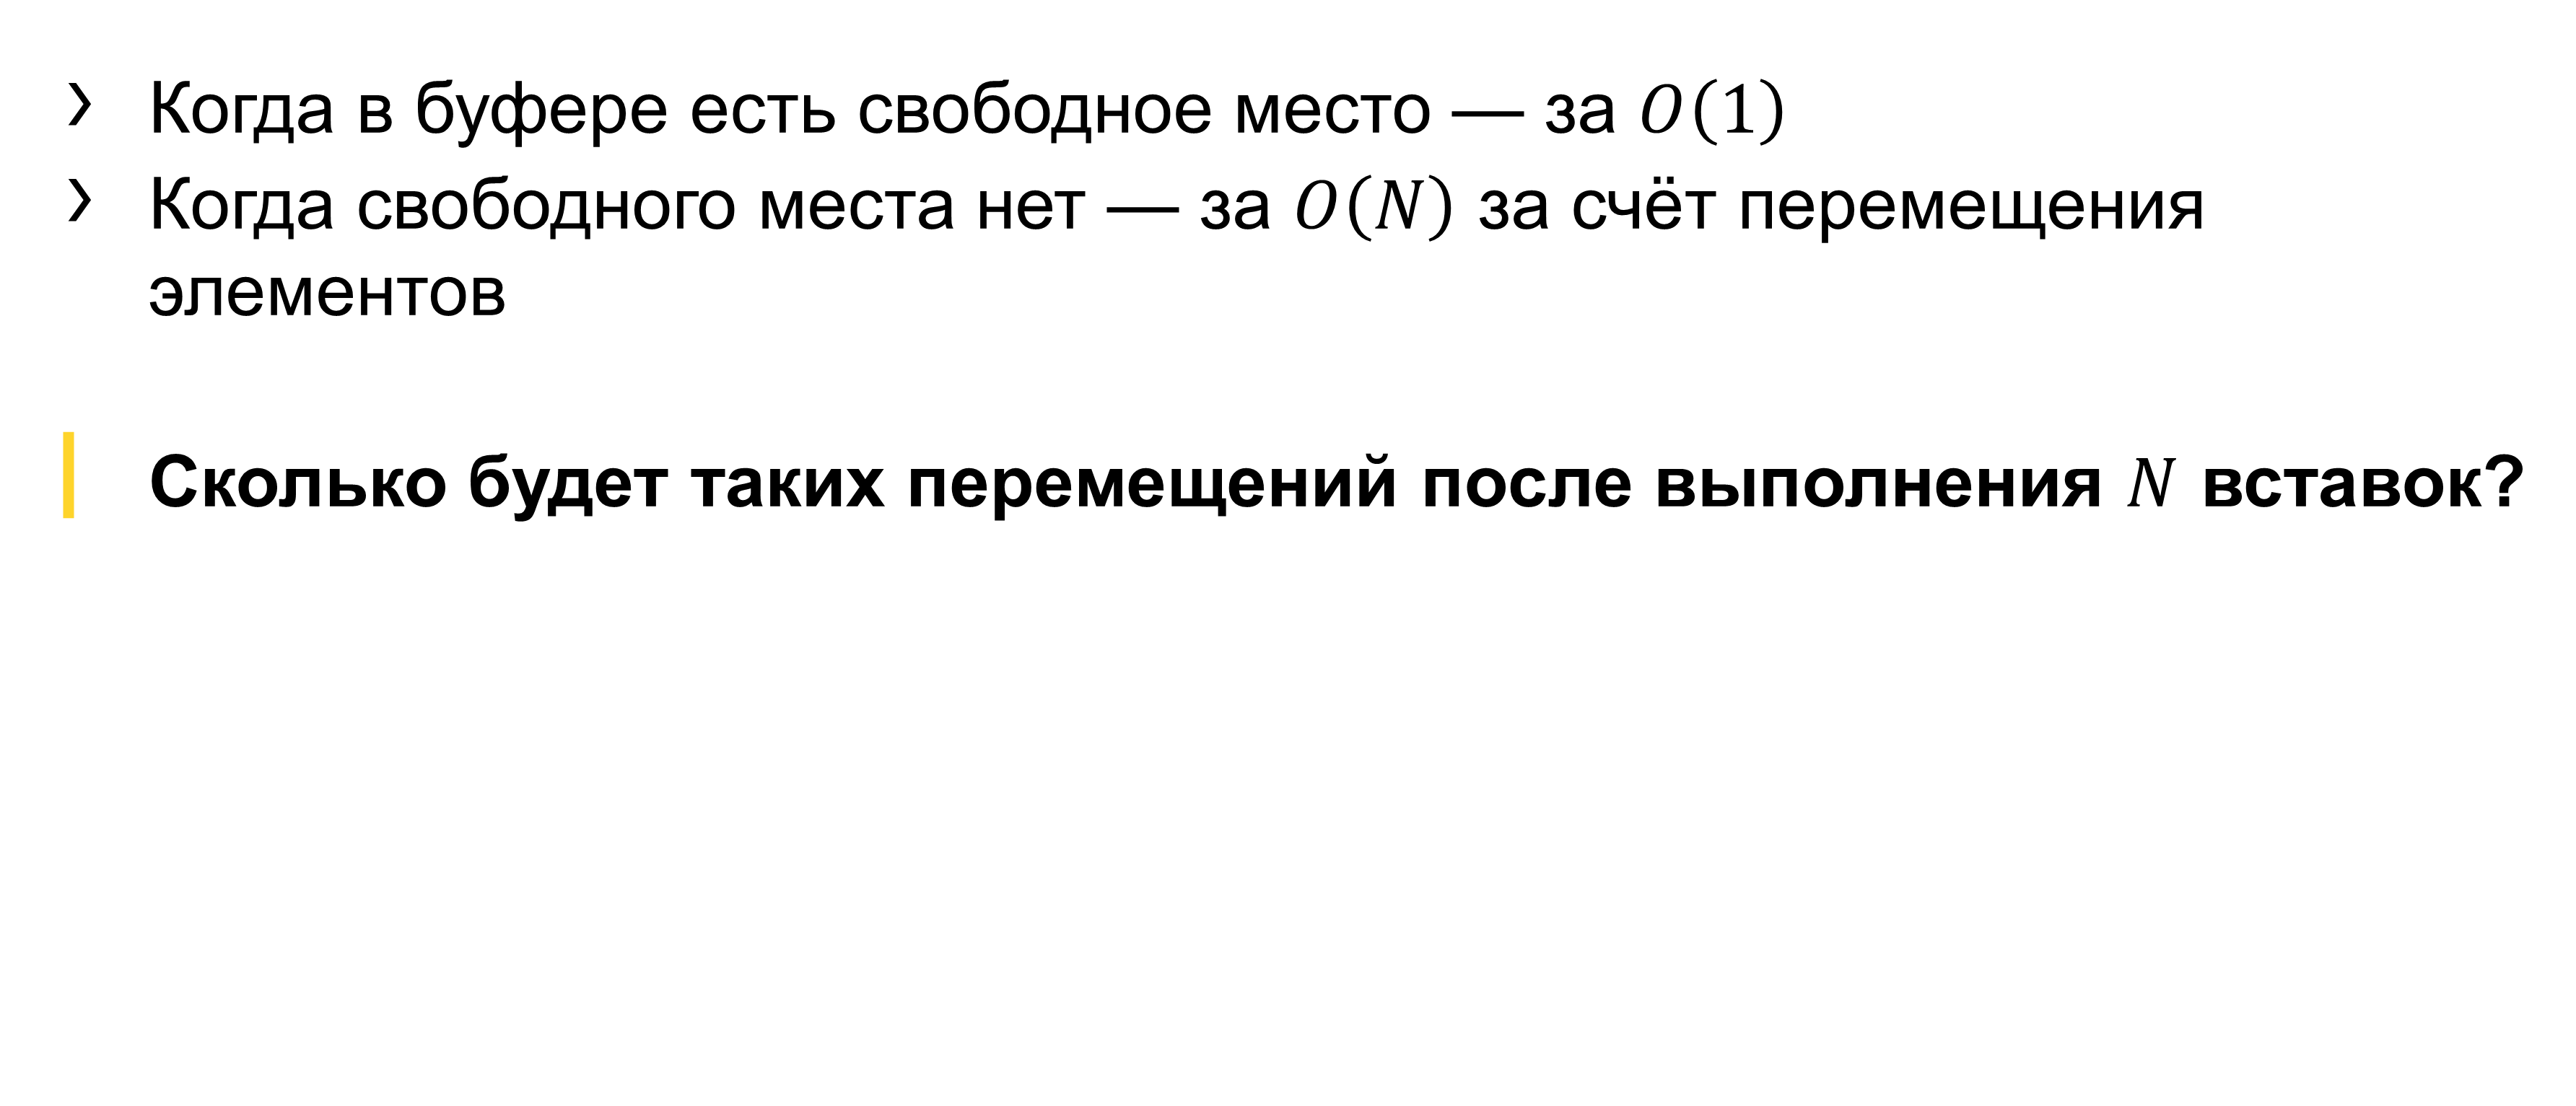 › Когда в буфере есть свободное место — за O(1)
› Когда свободного места нет — за O(N) за счёт перемещения
элементов
Сколько будет таких перемещений после выполнения N вставок?